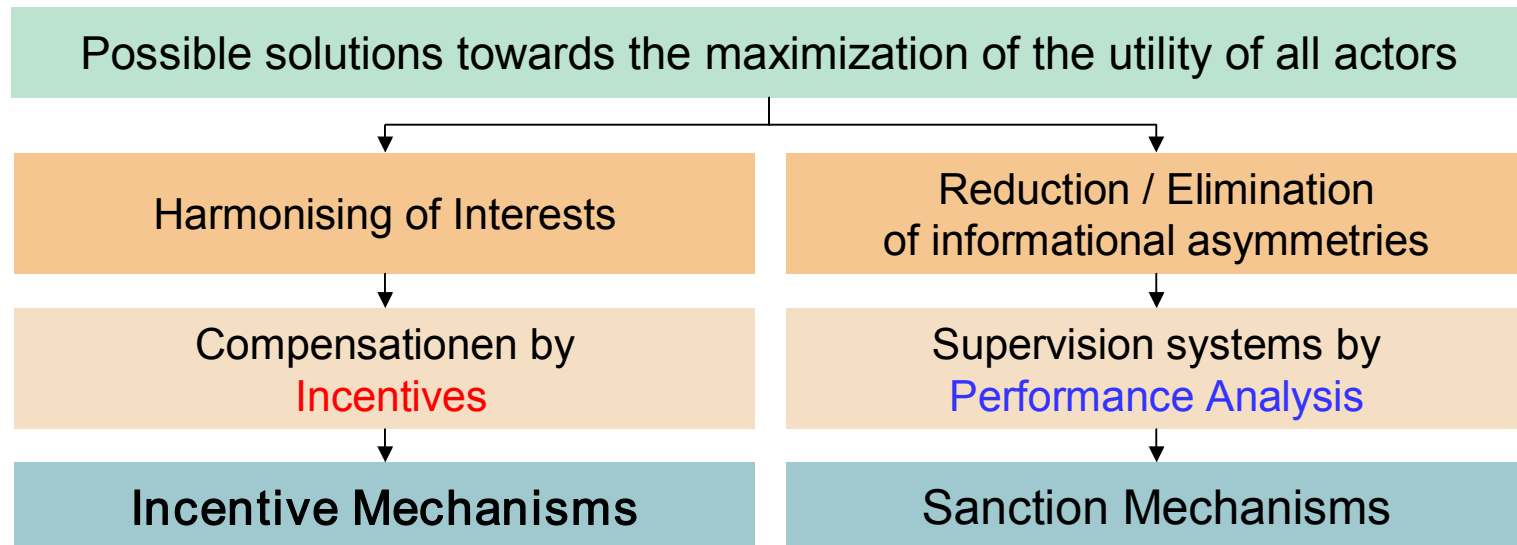 Possible solutions towards the maximization of the utility of all actors
Harmonising of Interests
Reduction / Elimination
of informational asymmetries
Compensationen by
Incentives
Supervision systems by
Performance Analysis
Incentive Mechanisms
Sanction Mechanisms